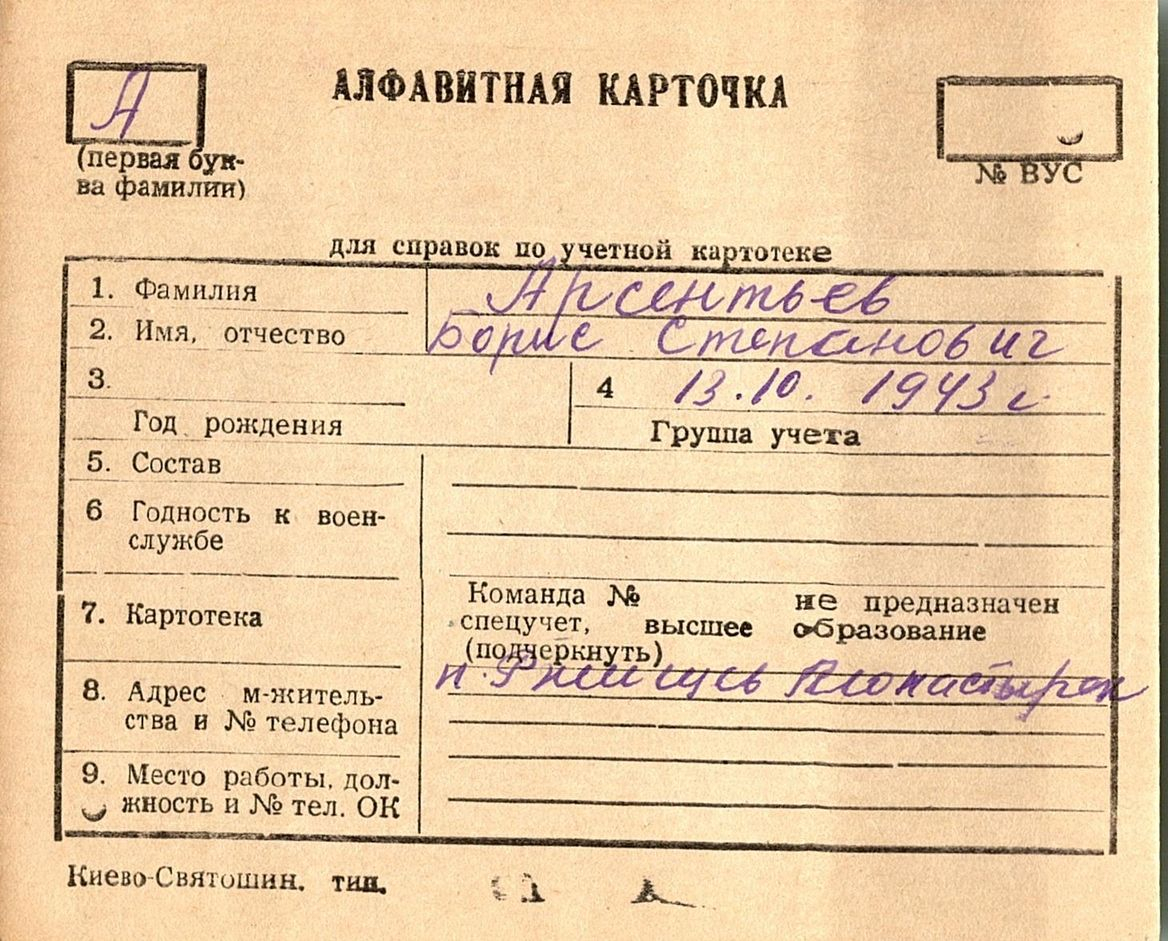 А
АЛФАВИТНАЯ КАРТОЧКА
(первая бук-
ва фамилии)
№ ВУС
для справок по учетной картотеке
1. Фамилия Арсентьев
2. Имя, отчество Борис Степанович
3.
Год рождения
4 13.10. 1943 г.
Группа учета
5. Состав
6 Годность к воен-
службе
7. Картотека
Команда № не предназначен
спецучет, высшее образование
(подчеркнуть)
8. Адрес м-житель-
ства и № телефона
п. Ржищев
9. Место работы, дол-
жность и № тел. ОК
Киево-Святошин. тип.